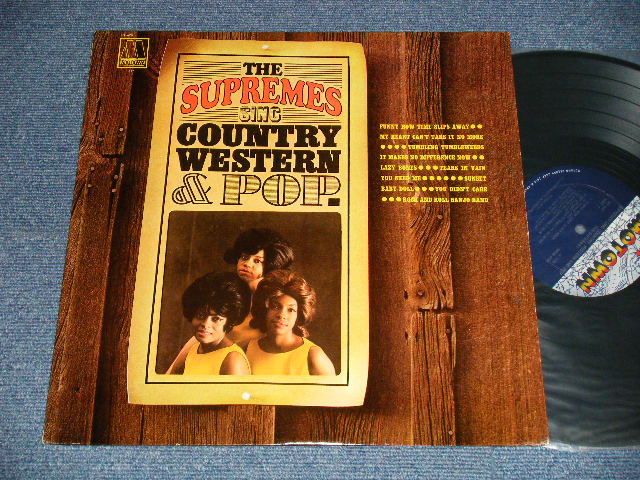 THE
SUPREMES
SING
COUNTRY
WESTERN
& POP.
FUNNY HOW TIME SLIPS AWAY●●
MY HEART CAN'T TAKE IT NO MORE
●●●●TUMBLING TUMBLEWEEDS
IT MAKES NO DIFFERENCE NOW●●
LAZY BONES●●●TEARS IN VAIN
YOU NEED ME●●●●●●●SUNSET
BABY DOLL●●●YOU DIDN'T CARE
●●●ROCK AND ROLL BANJO BAND
MOTOWN